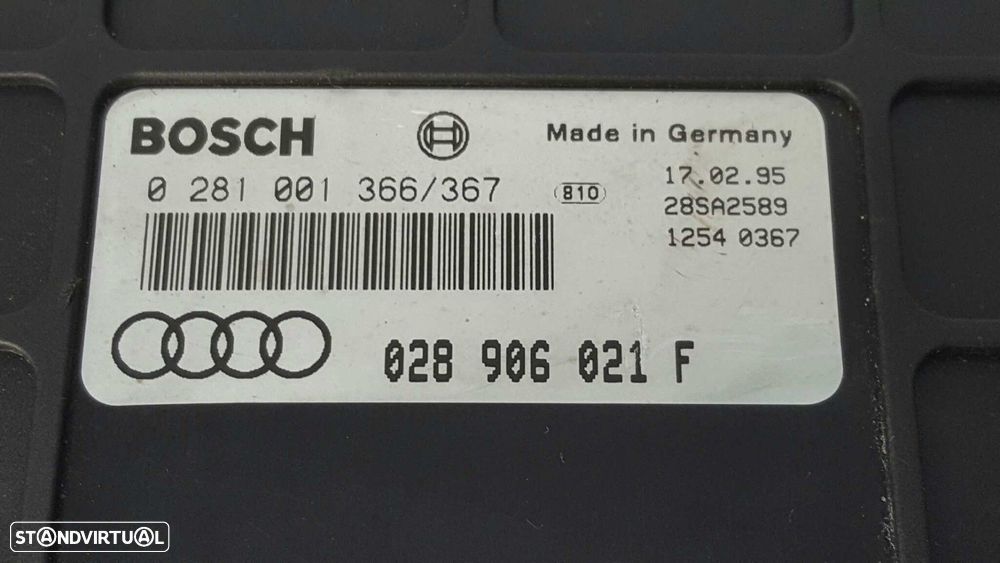 BOSCH
Made in Germany
0 281 001 366/367
810
17.02.95
28SA2589
1254 0367
028 906 021 F
STANDVIRTUAL